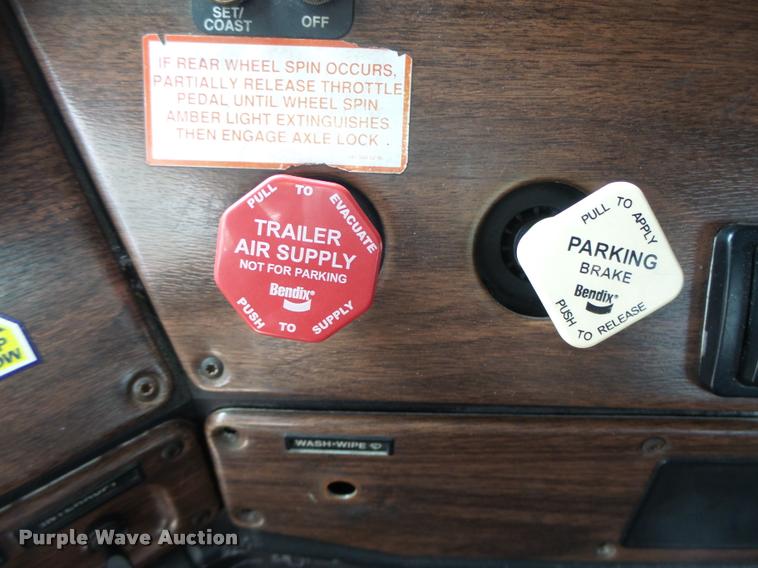 SET/
COAST
OFF
IF REAR WHEEL SPIN OCCURS,
PARTIALLY RELEASE THROTTLE
PEDAL UNTIL WHEEL SPIN
AMBER LIGHT EXTINGUISHES
THEN ENGAGE AXLE LOCK .
PULL TO EVACUATE
TRAILER
AIR SUPPLY
NOT FOR PARKING
Bendix®
PUSH TO SUPPLY
PULL TO APPLY
PARKING
BRAKE
Bendix®
PUSH TO RELEASE
WASH-WIPE
Purple Wave Auction